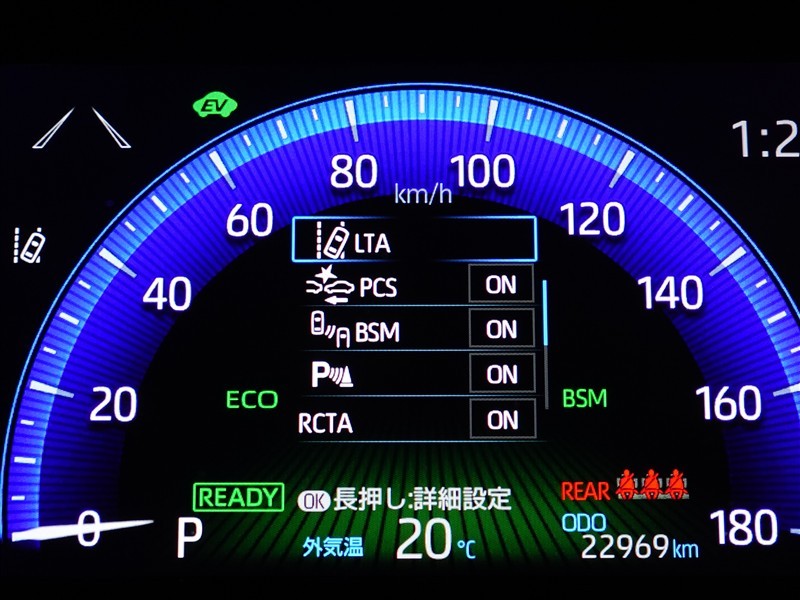 EV
1:2
80
100
km/h
60
120
LTA
40
PCS ON
140
BSM ON
P ON
20
ECO
BSM
160
RCTA ON
READY
OK 長押し:詳細設定
REAR
0
P
外気温 20℃
ODO
22969km
180